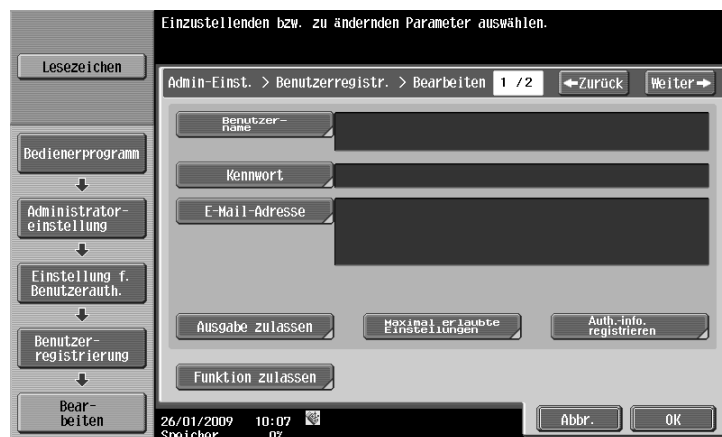 Einzustellenden bzw. zu ändernden Parameter auswählen.
Lesezeichen
Admin-Einst. > Benutzerregistr. > Bearbeiten 1 /2 ←Zurück Weiter→
Benutzer-
name
Bedienerprogramm
Kennwort
Administrator-
einstellung
E-Mail-Adresse
Einstellung f.
Benutzerauth.
Ausgabe zulassen
Maximal erlaubte
Einstellungen
Auth.-info.
registrieren
Benutzer-
registrierung
Funktion zulassen
Bear-
beiten
26/01/2009 10:07
Speicher 0%
Abbr. OK